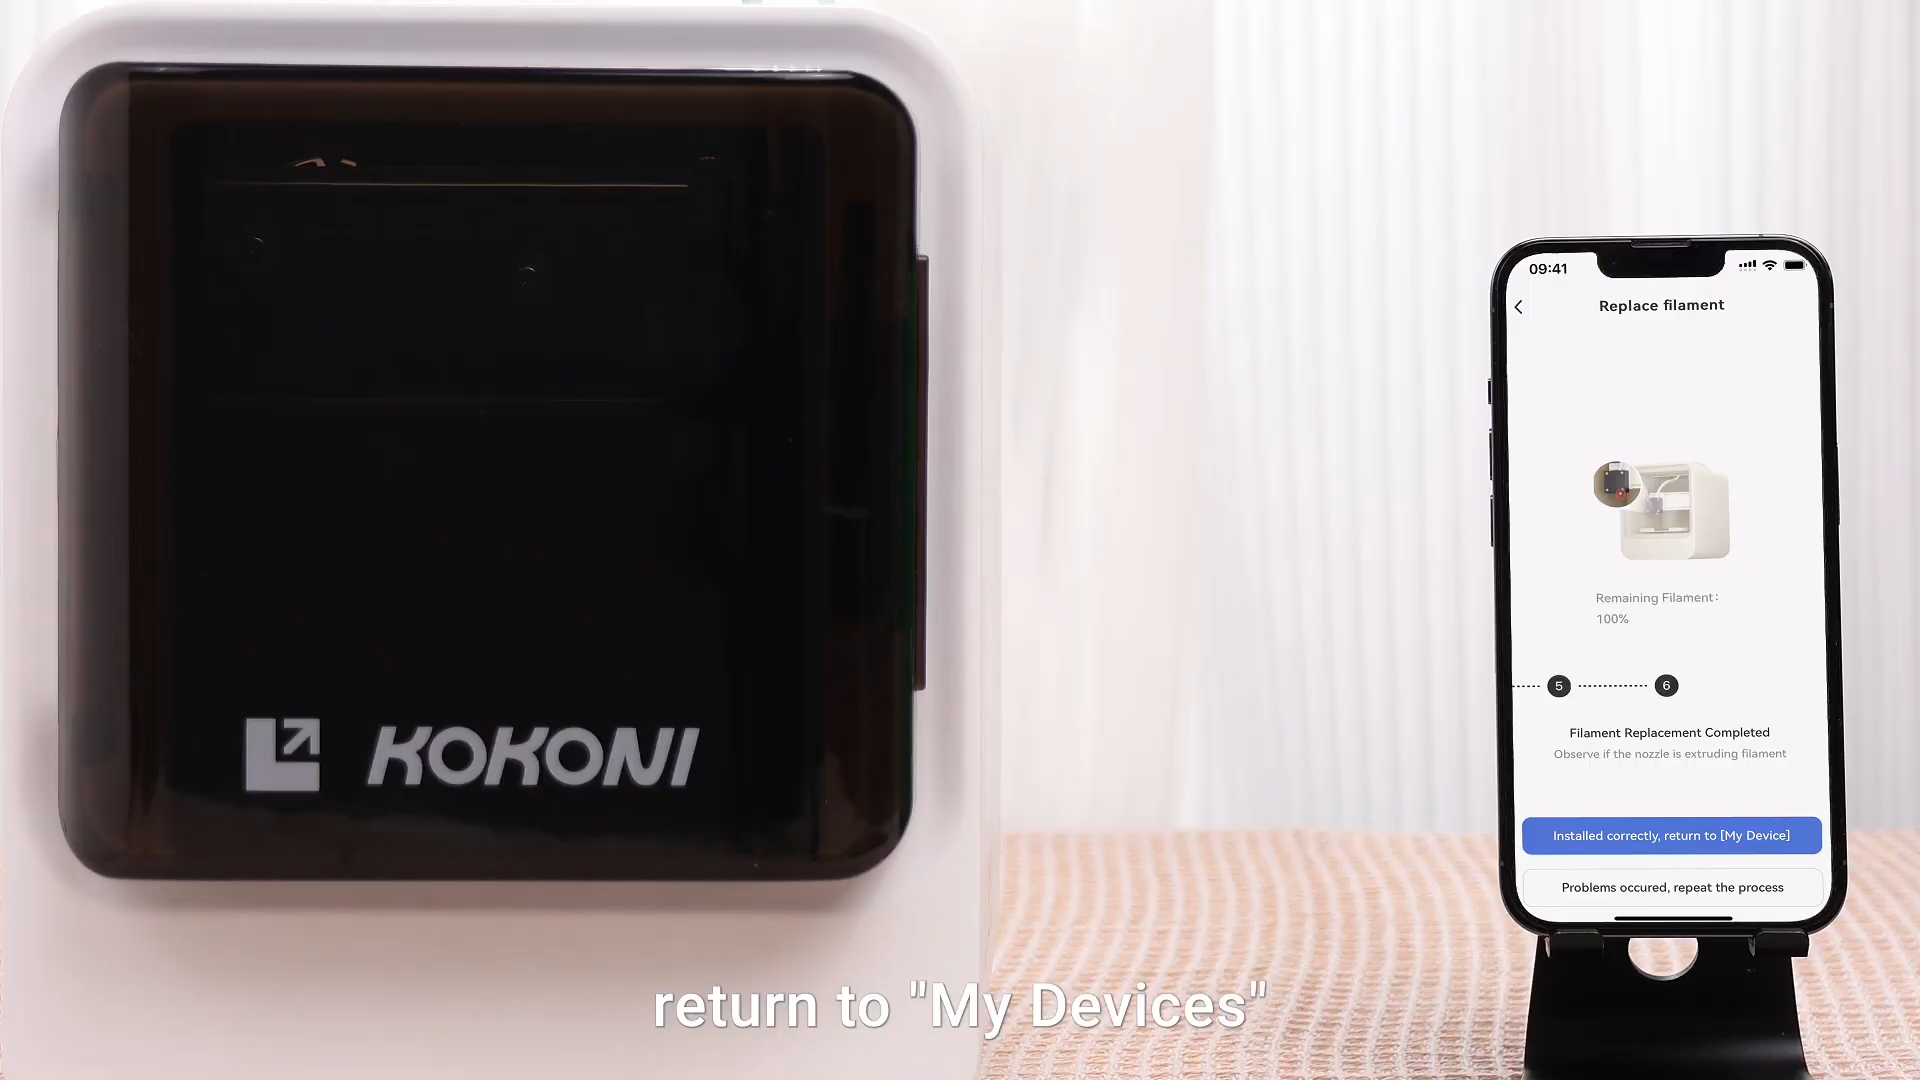 KOKONI
09:41
Replace filament
Remaining Filament:
100%
5
6
Filament Replacement Completed
Observe if the nozzle is extruding filament
Installed correctly, return to [My Device]
Problems occured, repeat the process
return to "My Devices"